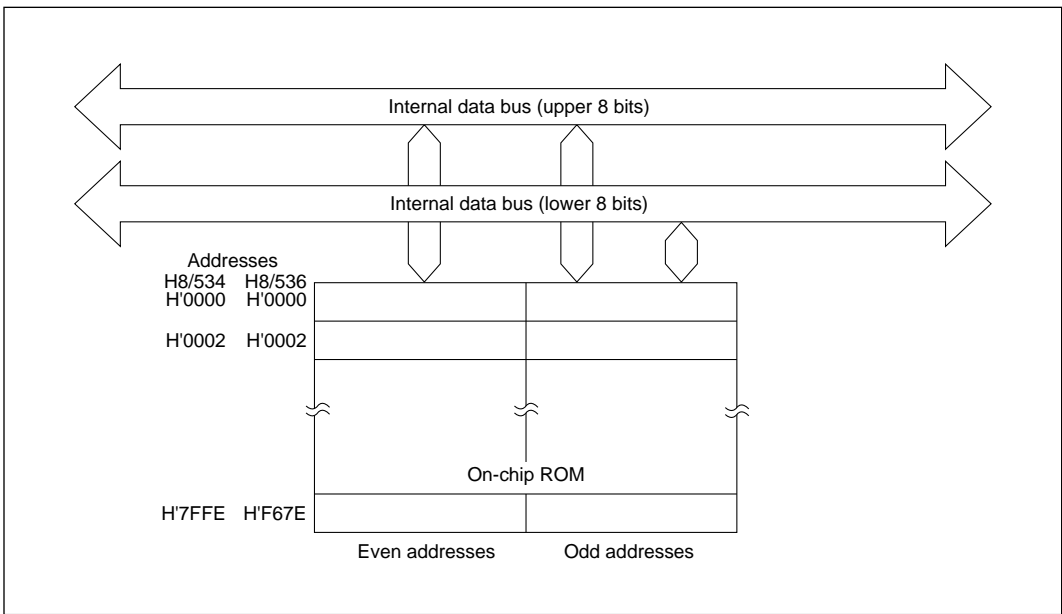 Internal data bus (upper 8 bits)
Internal data bus (lower 8 bits)
Addresses
H8/534 H8/536
H'0000 H'0000
H'0002 H'0002
On-chip ROM
H'7FFE H'F67E
Even addresses Odd addresses